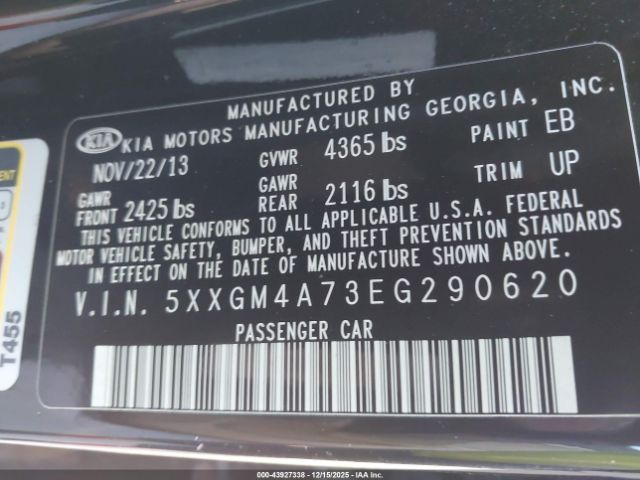 MANUFACTURED BY
KIA KIA MOTORS MANUFACTURING GEORGIA, INC.
NOV/22/13 GVWR 4365 lbs PAINT EB
GAWR FRONT 2425 lbs GAWR REAR 2116 lbs TRIM UP
THIS VEHICLE CONFORMS TO ALL APPLICABLE U.S.A. FEDERAL
MOTOR VEHICLE SAFETY, BUMPER, AND THEFT PREVENTION STANDARDS
IN EFFECT ON THE DATE OF MANUFACTURE SHOWN ABOVE.
V.I.N. 5XXGM4A73EG290620
PASSENGER CAR
T455
000-43927338 - 12/15/2025 - IAA Inc.